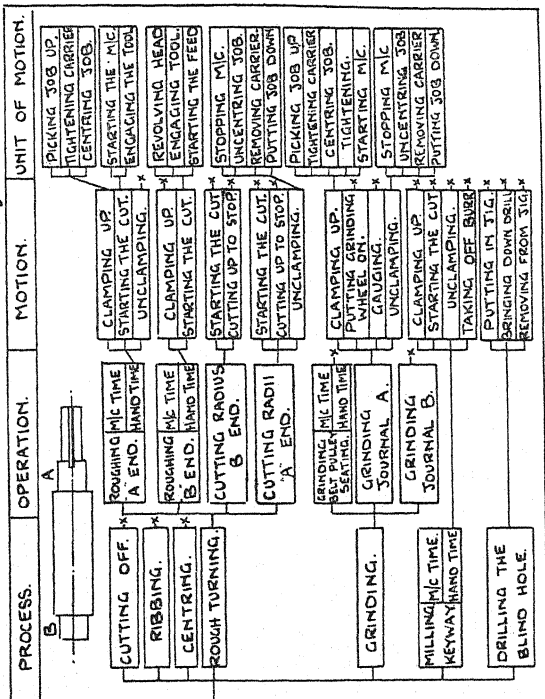 PROCESS.
OPERATION.
MOTION.
UNIT OF MOTION.
B
A
CUTTING OFF.
RIBBING.
CENTRING.
ROUGH TURNING.
GRINDING.
MILLING
KEYWAY
M/C TIME.
HAND TIME
DRILLING THE
BLIND HOLE.
ROUGHING
"A" END.
M/C TIME
HAND TIME
ROUGHING
B END.
M/C TIME
HAND TIME
CUTTING RADIUS
B END.
CUTTING RADII
"A" END.
GRINDING
BELT PULLEY
SEATING.
M/C TIME
HAND TIME
GRINDING
JOURNAL A.
GRINDING
JOURNAL B.
CLAMPING UP.
STARTING THE CUT.
UNCLAMPING.
CLAMPING UP.
STARTING THE CUT.
STARTING THE CUT
CUTTING UP TO STOP.
STARTING THE CUT.
CUTTING UP TO STOP.
UNCLAMPING.
CLAMPING UP.
PUTTING GRINDING
WHEEL ON.
GAUGING.
UNCLAMPING.
CLAMPING UP.
STARTING THE CUT
UNCLAMPING.
TAKING OFF BURR
PUTTING IN JIG.
BRINGING DOWN DRILL
REMOVING FROM JIG.
PICKING JOB UP.
TIGHTENING CARRIER
CENTRING JOB.
STARTING THE M/C.
ENGAGING THE TOOL
REVOLVING HEAD
ENGAGING TOOL.
STARTING THE FEED
STOPPING M/C.
UNCENTRING JOB.
REMOVING CARRIER.
PUTTING JOB DOWN
PICKING JOB UP
TIGHTENING CARRIER
CENTRING JOB.
TIGHTENING.
STARTING M/C.
STOPPING M/C
UNCENTRING JOB
REMOVING CARRIER
PUTTING JOB DOWN.